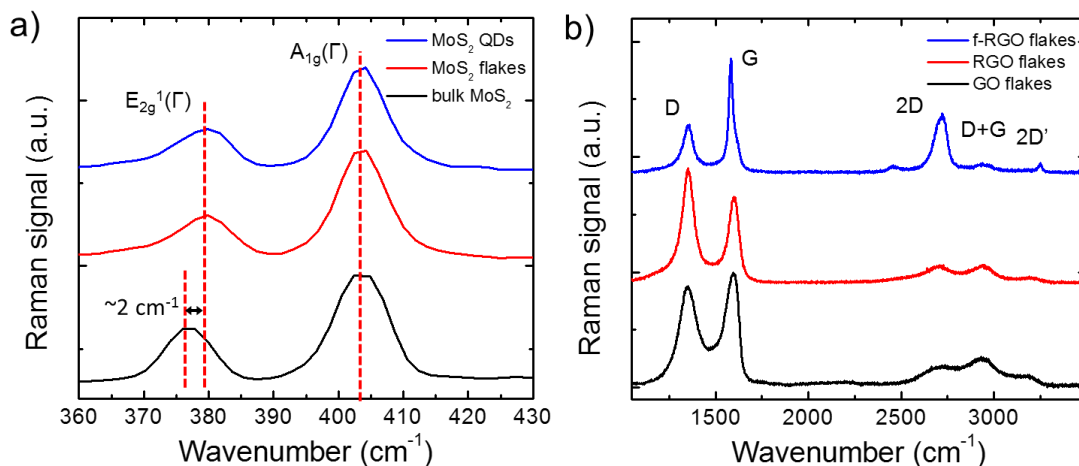 a)
MoS₂ QDs
MoS₂ flakes
bulk MoS₂
A₁g(Γ)
E₂g¹(Γ)
~2 cm⁻¹
Raman signal (a.u.)
360 370 380 390 400 410 420 430
Wavenumber (cm⁻¹)
b)
f-RGO flakes
RGO flakes
GO flakes
G
D
2D
D+G
2D'
Raman signal (a.u.)
1500 2000 2500 3000
Wavenumber (cm⁻¹)